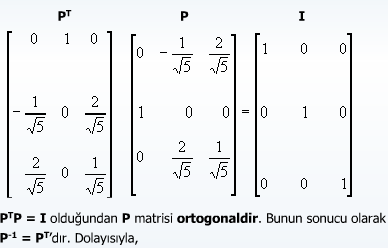 Pᵀ P I
[0 1 0] [0 -1/√5 2/√5] [1 0 0]
[-1/√5 0 2/√5] [1 0 0] = [0 1 0]
[2/√5 0 1/√5] [0 2/√5 1/√5] [0 0 1]
PᵀP = I olduğundan P matrisi ortogonaldir. Bunun sonucu olarak
P⁻¹ = Pᵀ'dır. Dolayısıyla,